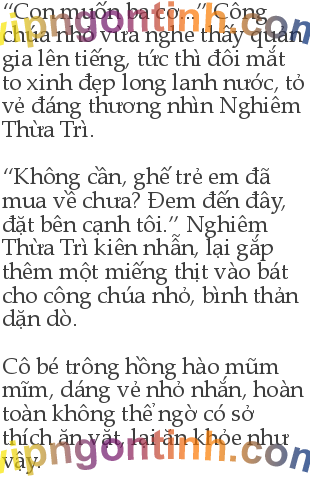 “Con muốn ba cơ...” Công
chúa nhỏ vừa nghe thấy quản
gia lên tiếng, tức thì đôi mắt
to xinh đẹp long lanh nước, tỏ
vẻ đáng thương nhìn Nghiêm
Thừa Trì.
“Không cần, ghế trẻ em đã
mua về chưa? Đem đến đây,
đặt bên cạnh tôi.” Nghiêm
Thừa Trì kiên nhẫn, lại gắp
thêm một miếng thịt vào bát
cho công chúa nhỏ, bình thản
dặn dò.
Cô bé trông hồng hào mũm
mĩm, dáng vẻ nhỏ nhắn, hoàn
toàn không thể ngờ có sở
thích ăn vặt, lại ăn khỏe như
vậy.
vipngontinh.com
vipngontinh.com